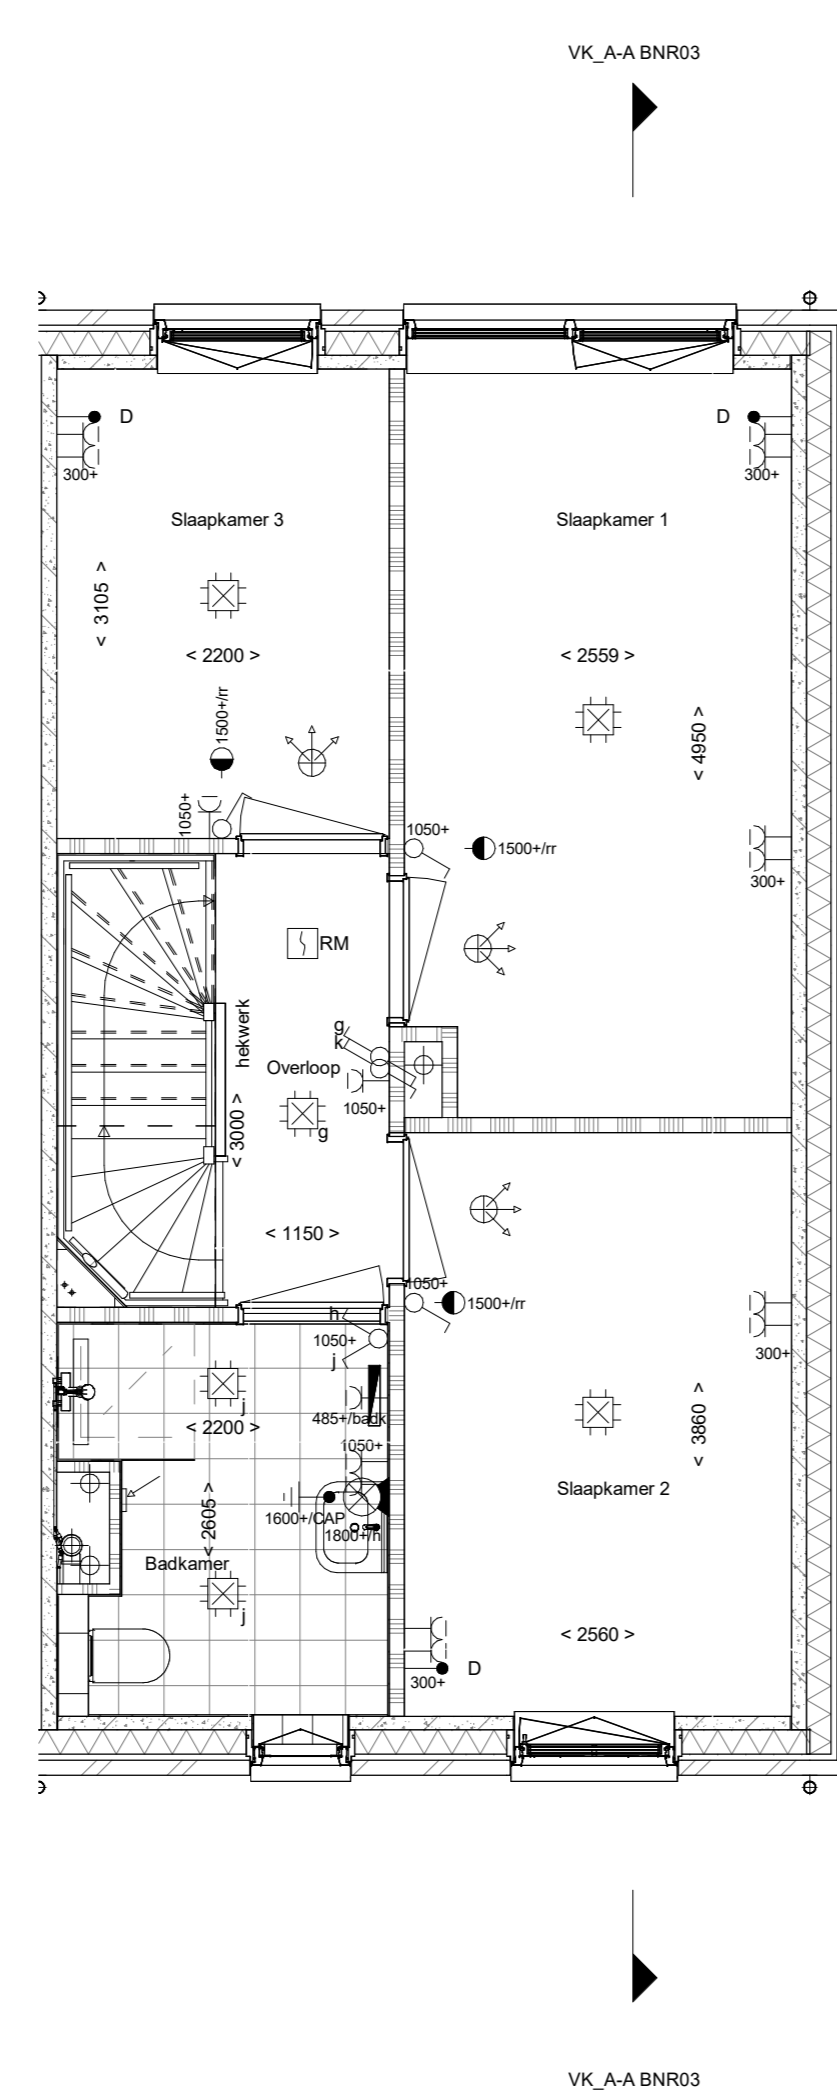 VK_A-A BNR03
D
D
300+
300+
Slaapkamer 3
Slaapkamer 1
< 3105 >
< 2200 >
< 2559 >
< 4950 >
1500+/rr
1050+
1050+
1500+/rr
300+
RM
hekwerk
g
k
Overloop
1050+
g
< 3000 >
< 1150 >
1050+
1500+/rr
h
1050+
j
300+
j
485+/badk
< 2200 >
1050+
< 3860 >
Slaapkamer 2
< 2605 >
1600+/CAP
1800+/h
Badkamer
j
< 2560 >
D
300+
VK_A-A BNR03